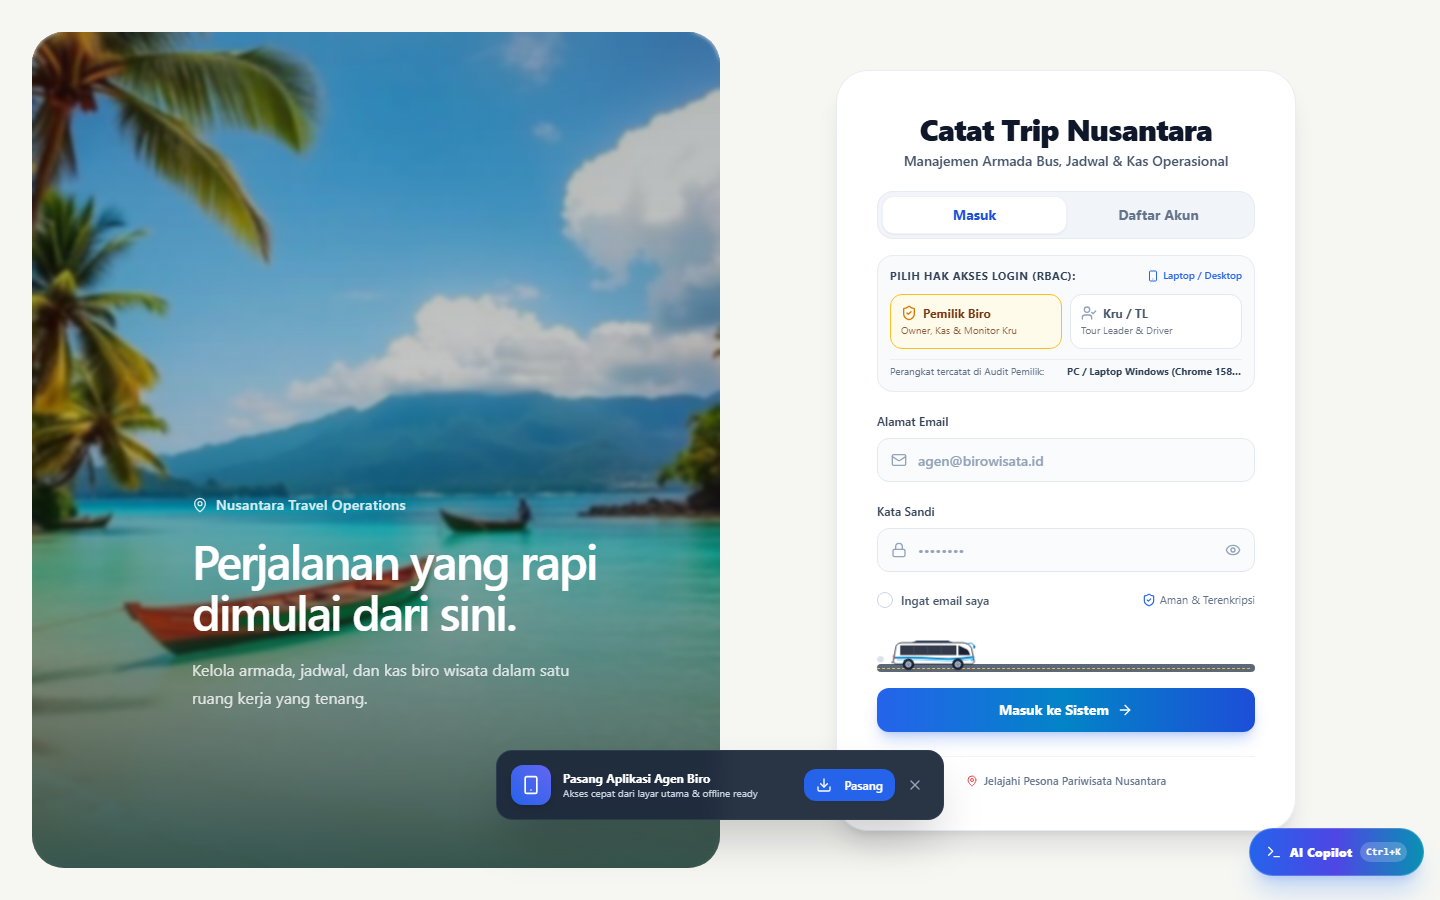 Nusantara Travel Operations
Perjalanan yang rapi
dimulai dari sini.
Kelola armada, jadwal, dan kas biro wisata dalam satu
ruang kerja yang tenang.
Catat Trip Nusantara
Manajemen Armada Bus, Jadwal & Kas Operasional
Masuk
Daftar Akun
PILIH HAK AKSES LOGIN (RBAC):
Laptop / Desktop
Pemilik Biro
Owner, Kas & Monitor Kru
Kru / TL
Tour Leader & Driver
Perangkat tercatat di Audit Pemilik:
PC / Laptop Windows (Chrome 158...
Alamat Email
agen@birowisata.id
Kata Sandi
••••••••
Ingat email saya
Aman & Terenkripsi
Masuk ke Sistem
Jelajahi Pesona Pariwisata Nusantara
Pasang Aplikasi Agen Biro
Akses cepat dari layar utama & offline ready
Pasang
AI Copilot
Ctrl+K